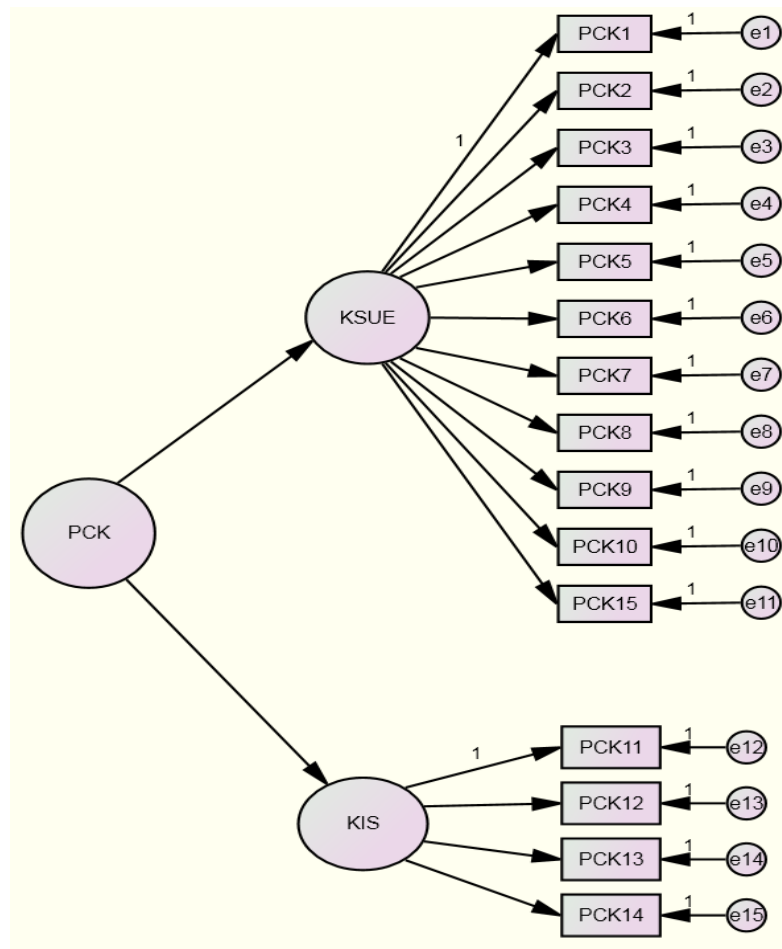 PCK1 1 e1
PCK2 1 e2
1 PCK3 1 e3
PCK4 1 e4
PCK5 1 e5
KSUE PCK6 1 e6
PCK7 1 e7
PCK8 1 e8
PCK9 1 e9
PCK PCK10 1 e10
PCK15 1 e11
1 PCK11 1 e12
PCK12 1 e13
KIS
PCK13 1 e14
PCK14 1 e15